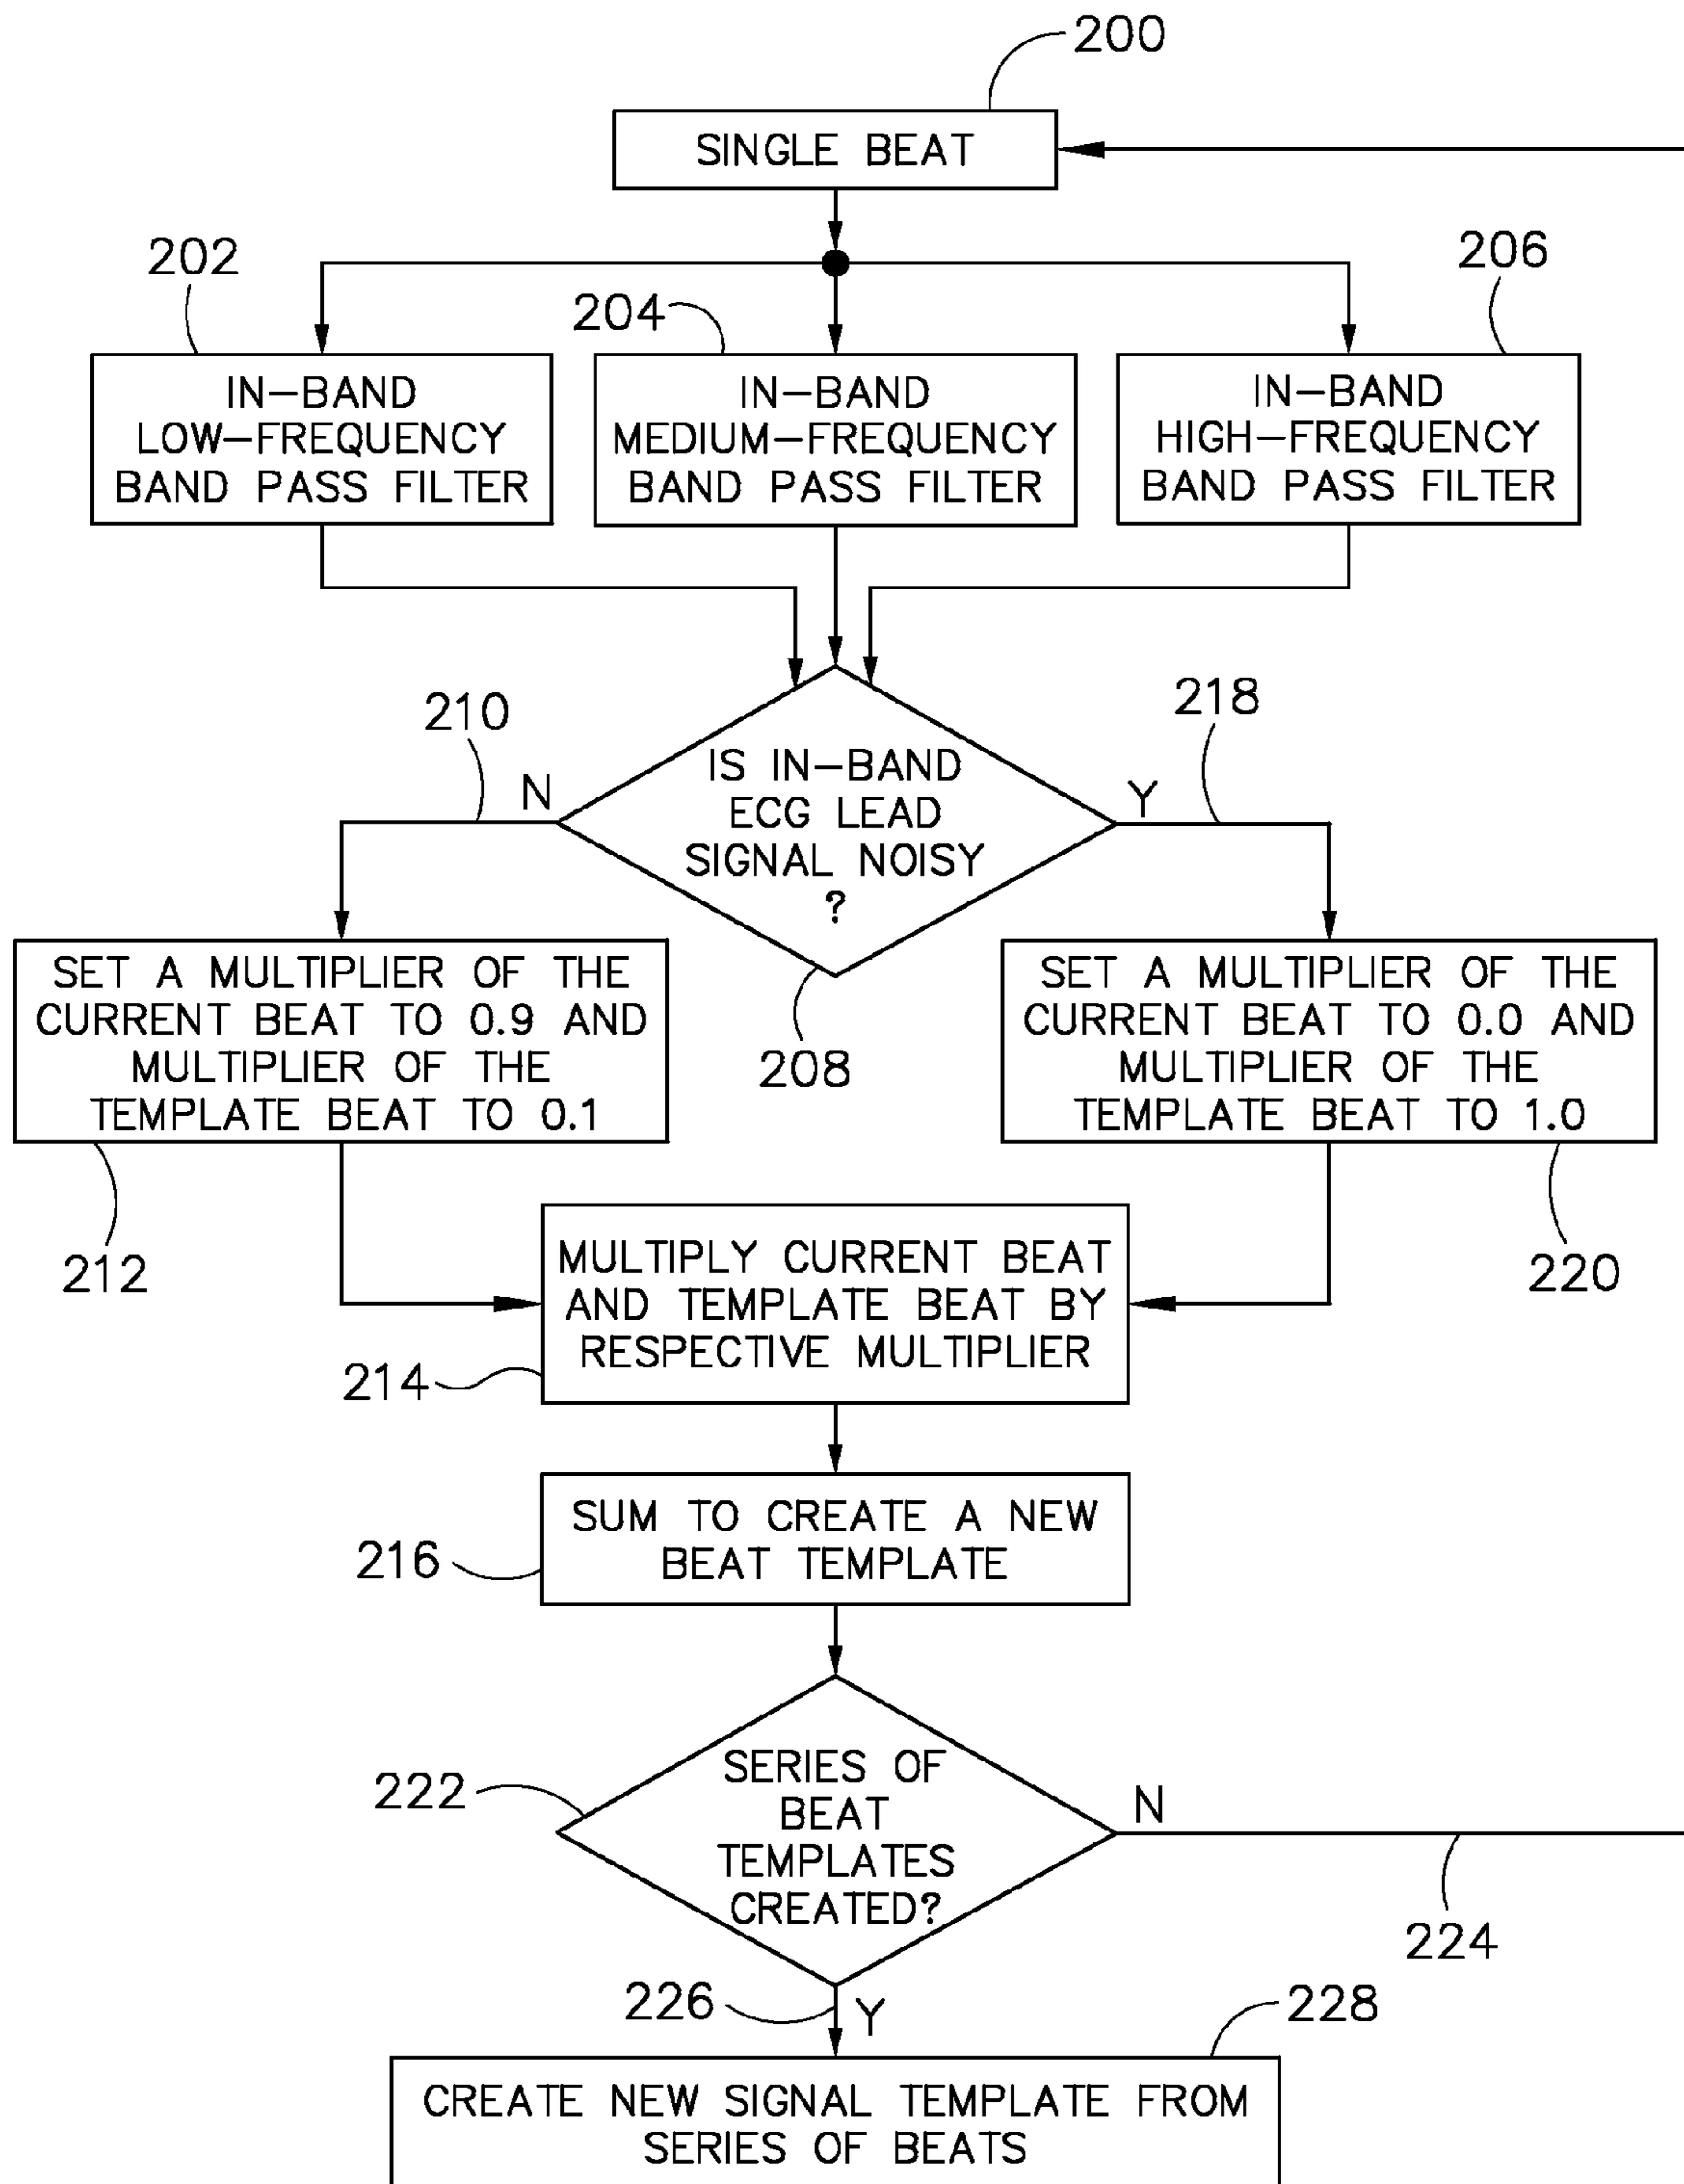 200
SINGLE BEAT
202
204
206
IN-BAND
LOW-FREQUENCY
BAND PASS FILTER
IN-BAND
MEDIUM-FREQUENCY
BAND PASS FILTER
IN-BAND
HIGH-FREQUENCY
BAND PASS FILTER
210
218
N
Y
IS IN-BAND
ECG LEAD
SIGNAL NOISY
?
208
SET A MULTIPLIER OF THE
CURRENT BEAT TO 0.9 AND
MULTIPLIER OF THE
TEMPLATE BEAT TO 0.1
212
SET A MULTIPLIER OF THE
CURRENT BEAT TO 0.0 AND
MULTIPLIER OF THE
TEMPLATE BEAT TO 1.0
220
MULTIPLY CURRENT BEAT
AND TEMPLATE BEAT BY
RESPECTIVE MULTIPLIER
214
SUM TO CREATE A NEW
BEAT TEMPLATE
216
SERIES OF
BEAT
TEMPLATES
CREATED?
222
N
224
226
Y
228
CREATE NEW SIGNAL TEMPLATE FROM
SERIES OF BEATS